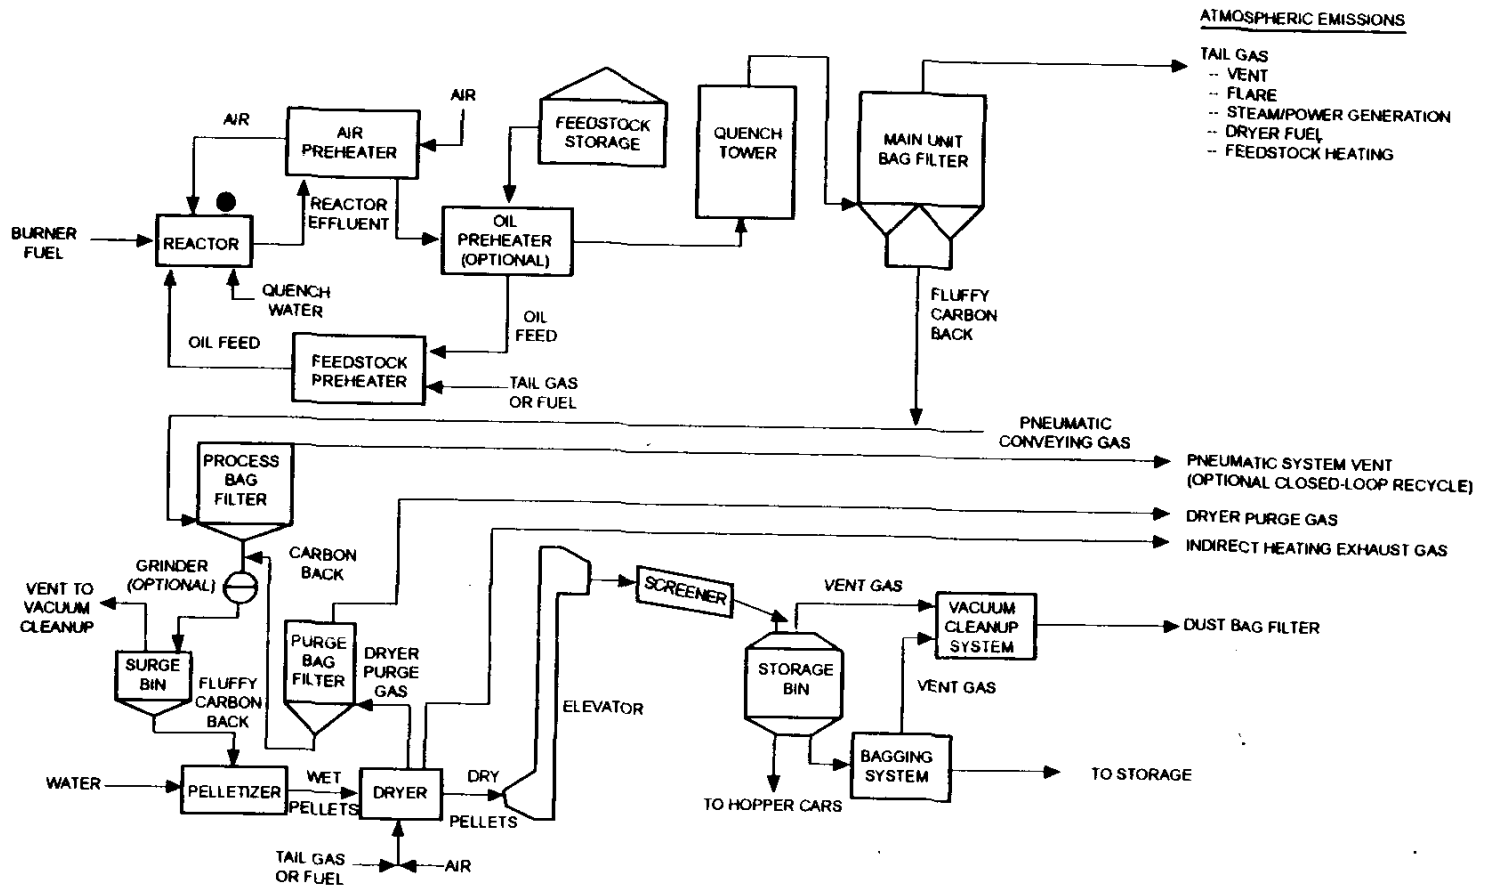 ATMOSPHERIC EMISSIONS
TAIL GAS
-- VENT
-- FLARE
-- STEAM/POWER GENERATION
-- DRYER FUEL
-- FEEDSTOCK HEATING
AIR
AIR
AIR
PREHEATER
FEEDSTOCK
STORAGE
QUENCH
TOWER
MAIN UNIT
BAG FILTER
REACTOR
EFFLUENT
BURNER
FUEL
REACTOR
OIL
PREHEATER
(OPTIONAL)
QUENCH
WATER
OIL FEED
OIL
FEED
FLUFFY
CARBON
BACK
FEEDSTOCK
PREHEATER
TAIL GAS
OR FUEL
PNEUMATIC
CONVEYING GAS
PROCESS
BAG
FILTER
PNEUMATIC SYSTEM VENT
(OPTIONAL CLOSED-LOOP RECYCLE)
DRYER PURGE GAS
INDIRECT HEATING EXHAUST GAS
GRINDER
(OPTIONAL)
CARBON
BACK
VENT TO
VACUUM
CLEANUP
SCREENER
VENT GAS
VACUUM
CLEANUP
SYSTEM
DUST BAG FILTER
SURGE
BIN
FLUFFY
CARBON
BACK
PURGE
BAG
FILTER
DRYER
PURGE
GAS
ELEVATOR
STORAGE
BIN
VENT GAS
WATER
PELLETIZER
WET
PELLETS
DRYER
DRY
PELLETS
BAGGING
SYSTEM
TO STORAGE
TO HOPPER CARS
TAIL GAS
OR FUEL
AIR